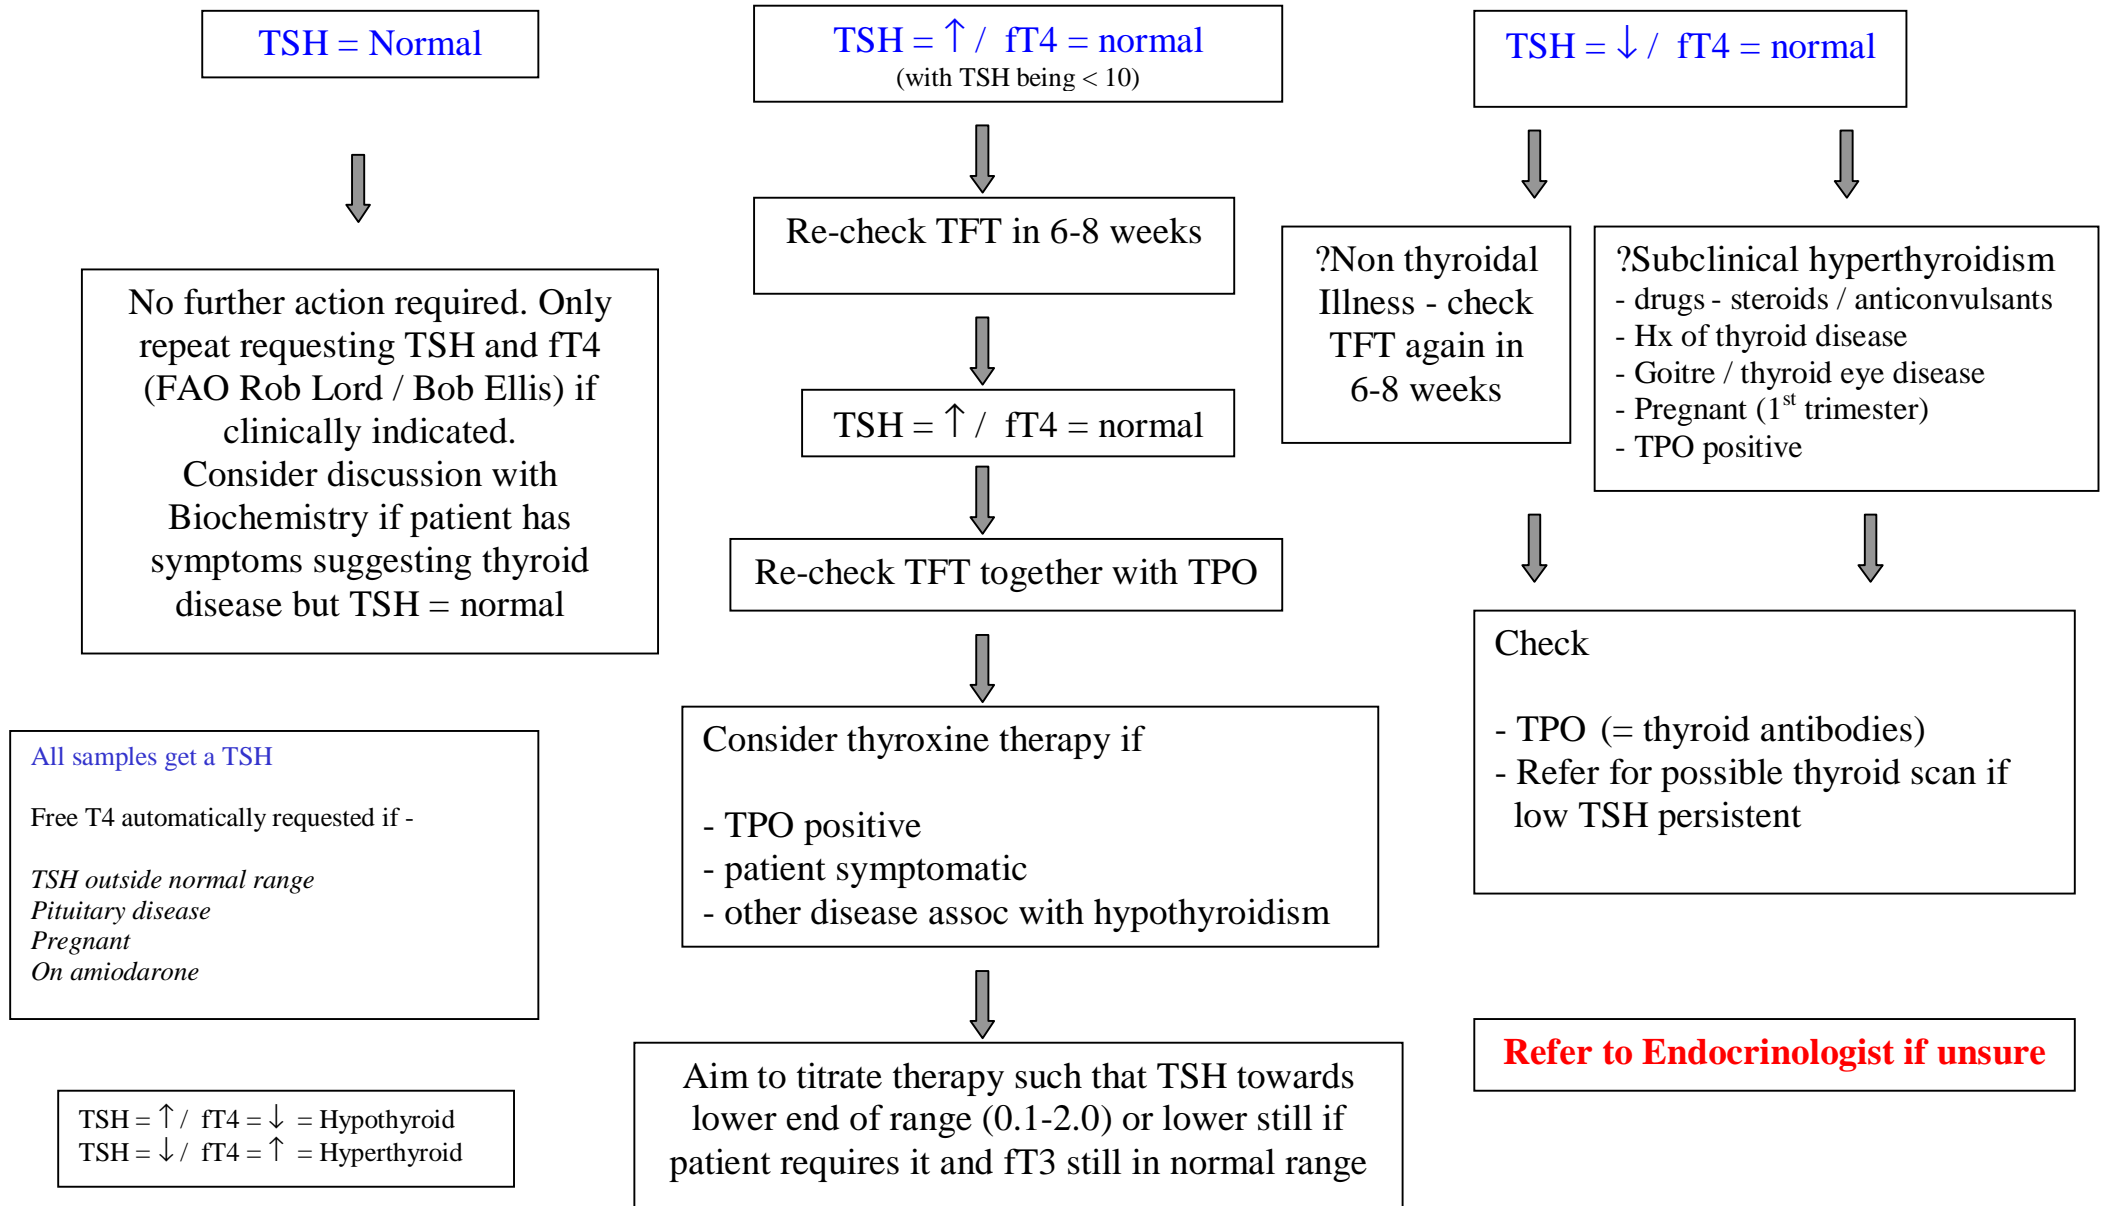 TSH = Normal
No further action required. Only
repeat requesting TSH and fT4
(FAO Rob Lord / Bob Ellis) if
clinically indicated.
Consider discussion with
Biochemistry if patient has
symptoms suggesting thyroid
disease but TSH = normal
All samples get a TSH
Free T4 automatically requested if -
TSH outside normal range
Pituitary disease
Pregnant
On amiodarone
TSH = ↑ / fT4 = ↓ = Hypothyroid
TSH = ↓ / fT4 = ↑ = Hyperthyroid
TSH = ↑ / fT4 = normal
(with TSH being < 10)
Re-check TFT in 6-8 weeks
TSH = ↑ / fT4 = normal
Re-check TFT together with TPO
Consider thyroxine therapy if
- TPO positive
- patient symptomatic
- other disease assoc with hypothyroidism
Aim to titrate therapy such that TSH towards
lower end of range (0.1-2.0) or lower still if
patient requires it and fT3 still in normal range
TSH = ↓ / fT4 = normal
?Non thyroidal
Illness - check
TFT again in
6-8 weeks
?Subclinical hyperthyroidism
- drugs - steroids / anticonvulsants
- Hx of thyroid disease
- Goitre / thyroid eye disease
- Pregnant (1st trimester)
- TPO positive
Check
- TPO (= thyroid antibodies)
- Refer for possible thyroid scan if
low TSH persistent
Refer to Endocrinologist if unsure